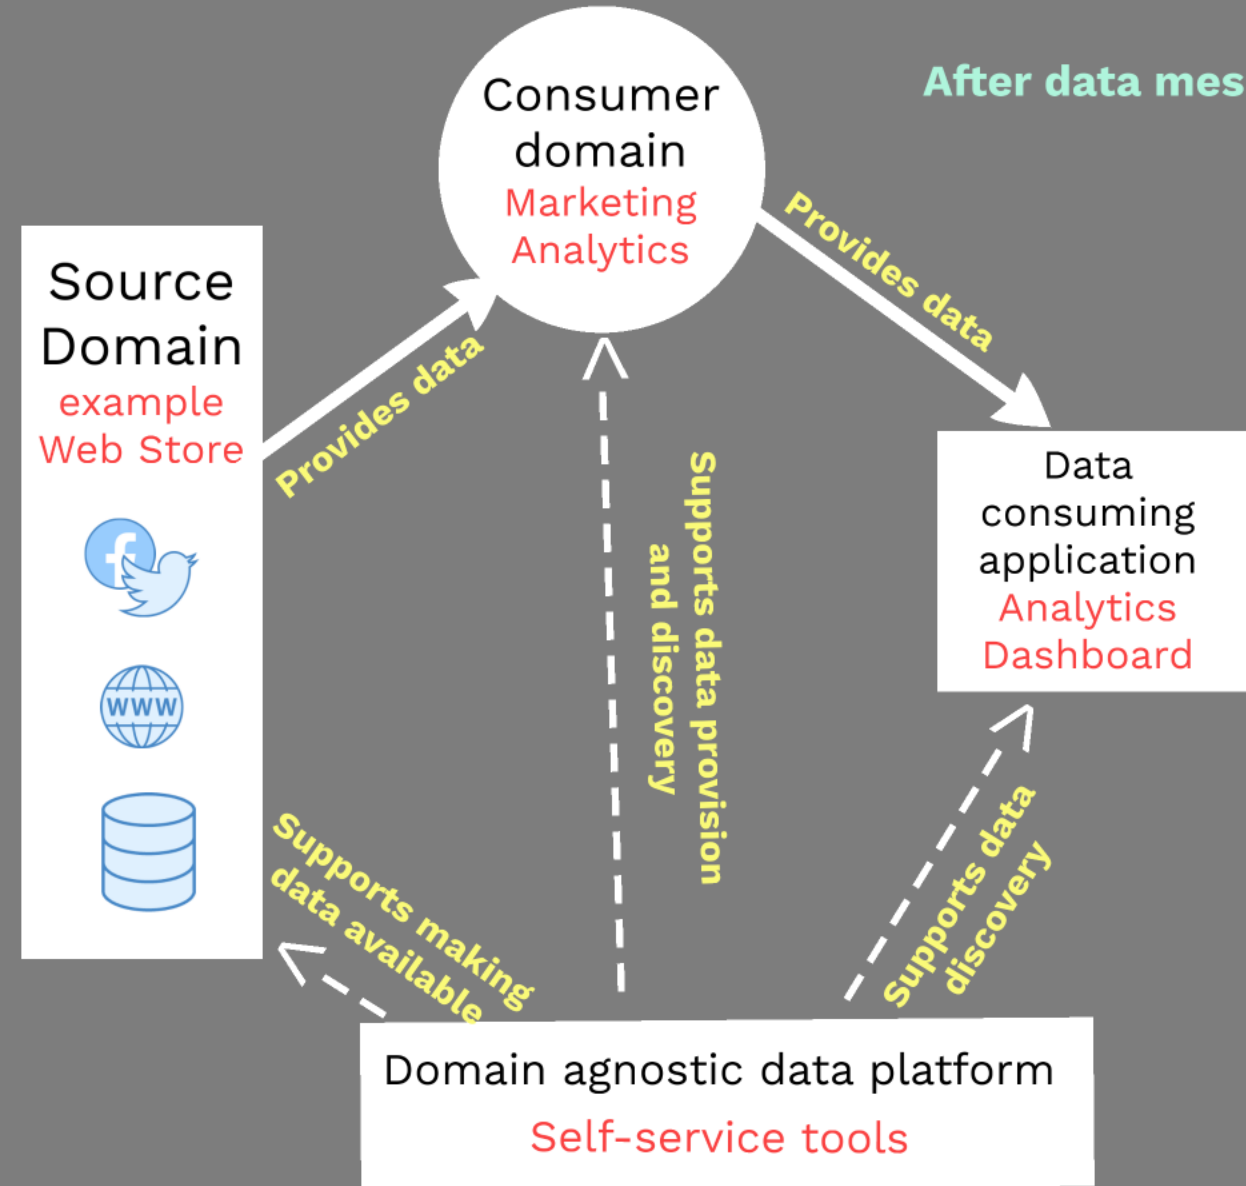 After data mes
Consumer
domain
Marketing
Analytics
Provides data
Source
Domain
example
Web Store
Provides data
f
WWW
Data
consuming
application
Analytics
Dashboard
Supports data provision
and discovery
Supports making
data available
Supports data
discovery
Domain agnostic data platform
Self-service tools